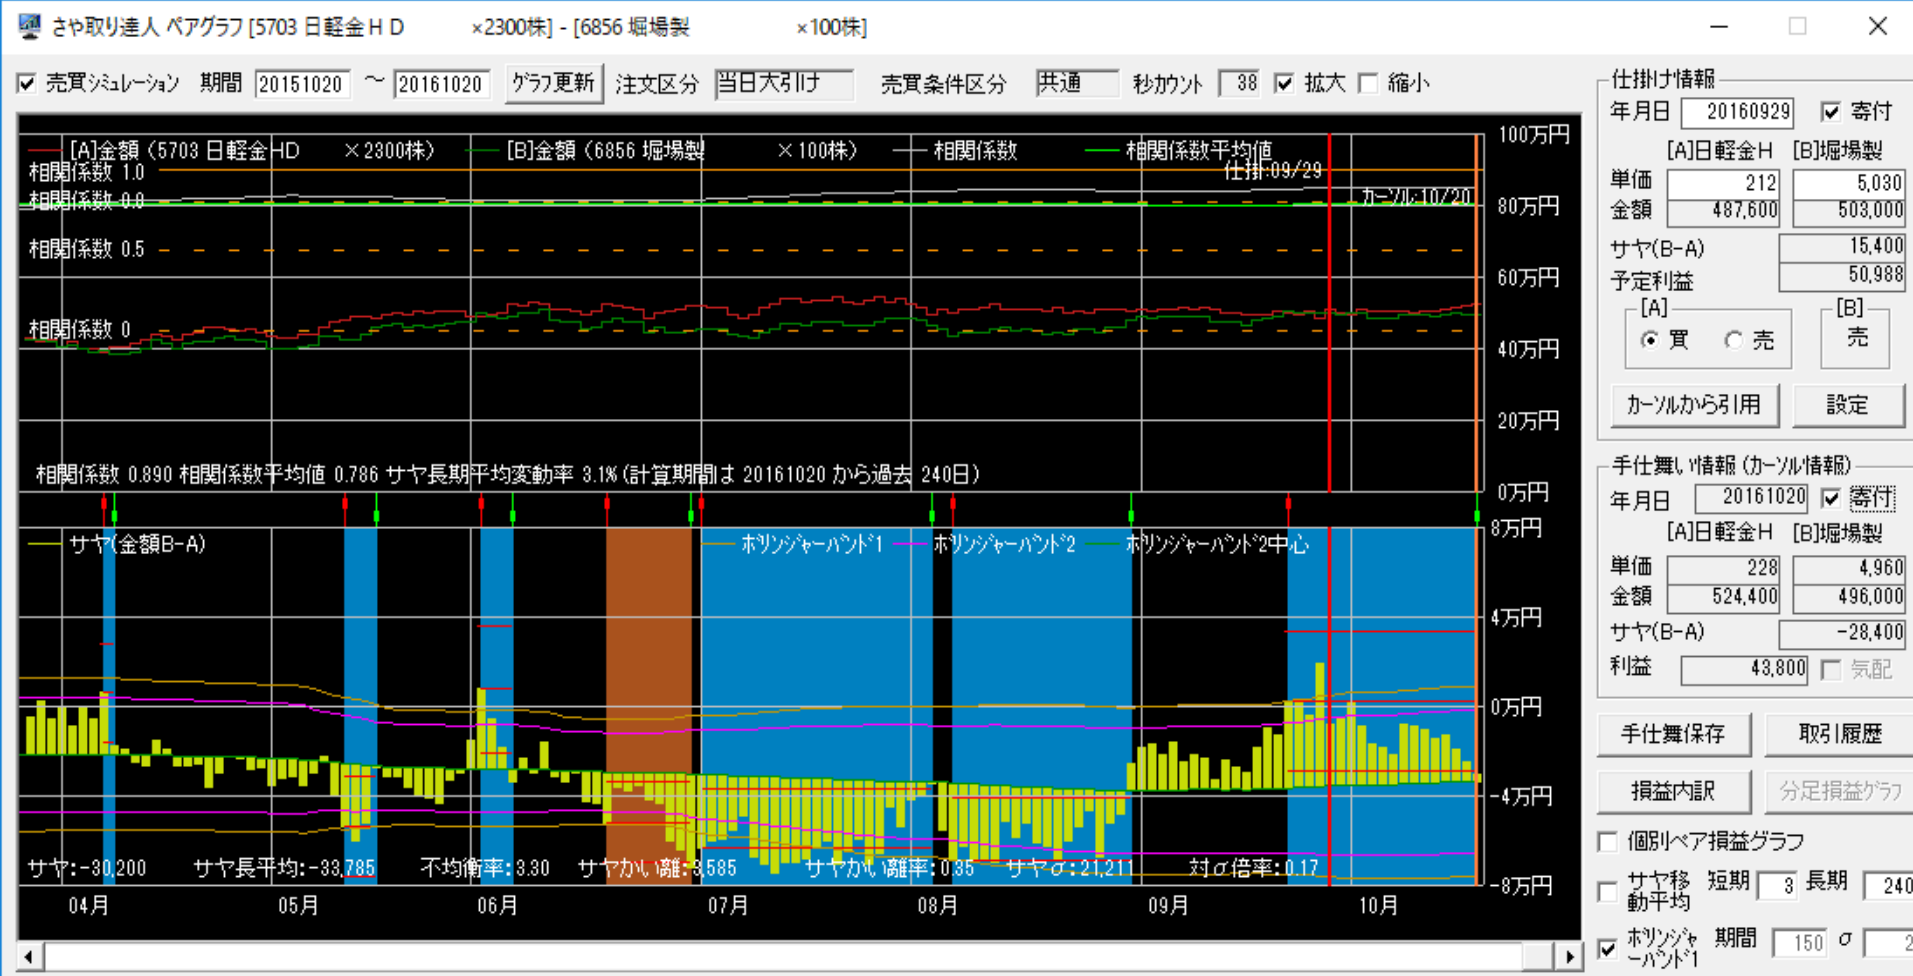 さや取り達人 ペアグラフ [5703 日軽金ＨＤ ×2300株] - [6856 堀場製 ×100株]
売買シミュレーション 期間 20151020 ～ 20161020 グラフ更新 注文区分 当日大引け 売買条件区分 共通 秒カウント 38 拡大 縮小
[A]金額（5703 日軽金HD ×2300株） [B]金額（6856 堀場製 ×100株） 相関係数 相関係数平均値
相関係数 1.0
仕掛:09/29
相関係数 0.8
カーソル:10/20
相関係数 0.5
相関係数 0
100万円
80万円
60万円
40万円
20万円
0万円
相関係数 0.890 相関係数平均値 0.786 サヤ長期平均変動率 3.1%（計算期間は 20161020 から過去 240日）
サヤ(金額B-A) ボリンジャーバンド1 ボリンジャーバンド2 ボリンジャーバンド2中心
8万円
4万円
0万円
-4万円
-8万円
サヤ:-30,200 サヤ長平均:-33,785 不均衡率:3.30 サヤかい離:3,585 サヤかい離率:0.35 サヤσ:21,211 対σ倍率:0.17
04月 05月 06月 07月 08月 09月 10月
仕掛け情報
年月日 20160929 寄付
[A]日軽金H [B]堀場製
単価 212 5,030
金額 487,600 503,000
サヤ(B-A) 15,400
予定利益 50,988
[A] [B]
買 売 売
カーソルから引用 設定
手仕舞い情報(カーソル情報)
年月日 20161020 寄付
[A]日軽金H [B]堀場製
単価 228 4,960
金額 524,400 496,000
サヤ(B-A) -28,400
利益 43,800 気配
手仕舞保存 取引履歴
損益内訳 分足損益グラフ
個別ペア損益グラフ
サヤ移動平均 短期 3 長期 240
ボリンジャーバンド1 期間 150 σ 2